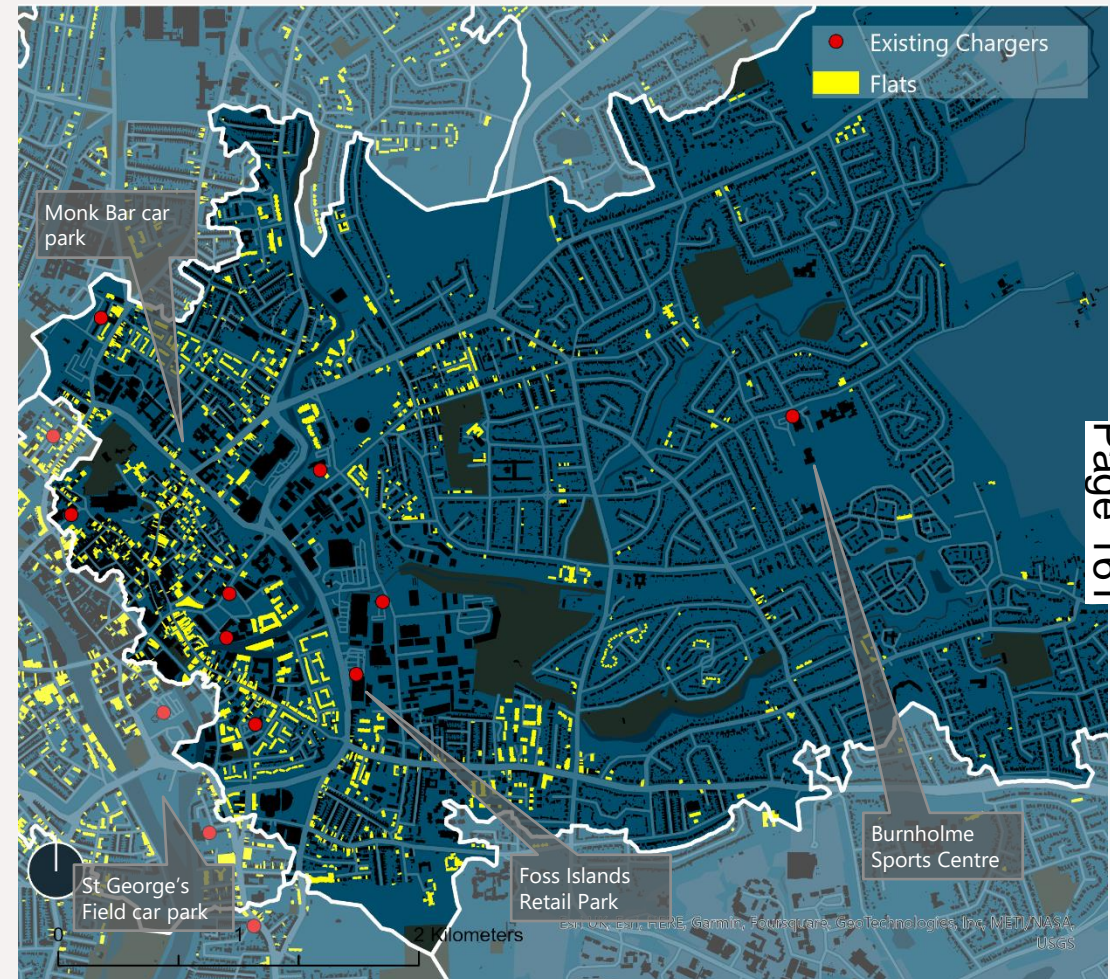 Existing Chargers
Flats
Monk Bar car
park
Page 161
Burnholme
Sports Centre
Foss Islands
Retail Park
St George's
Field car park
0 1 2 Kilometers
Esri UK, Esri, HERE, Garmin, Foursquare, GeoTechnologies, Inc, METI/NASA,
USGS